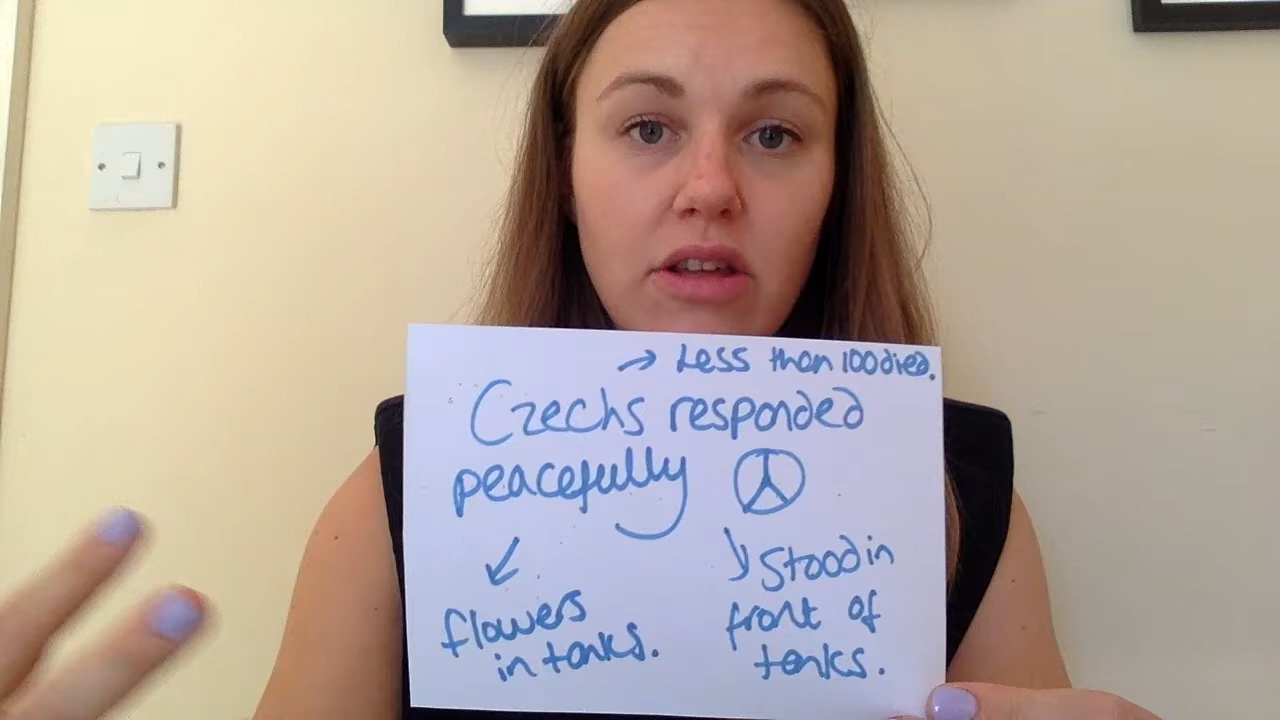 → Less than 100 died.
Czechs responded
peacefully
↙ flowers
in tanks.
↘ Stood in
front of
tanks.